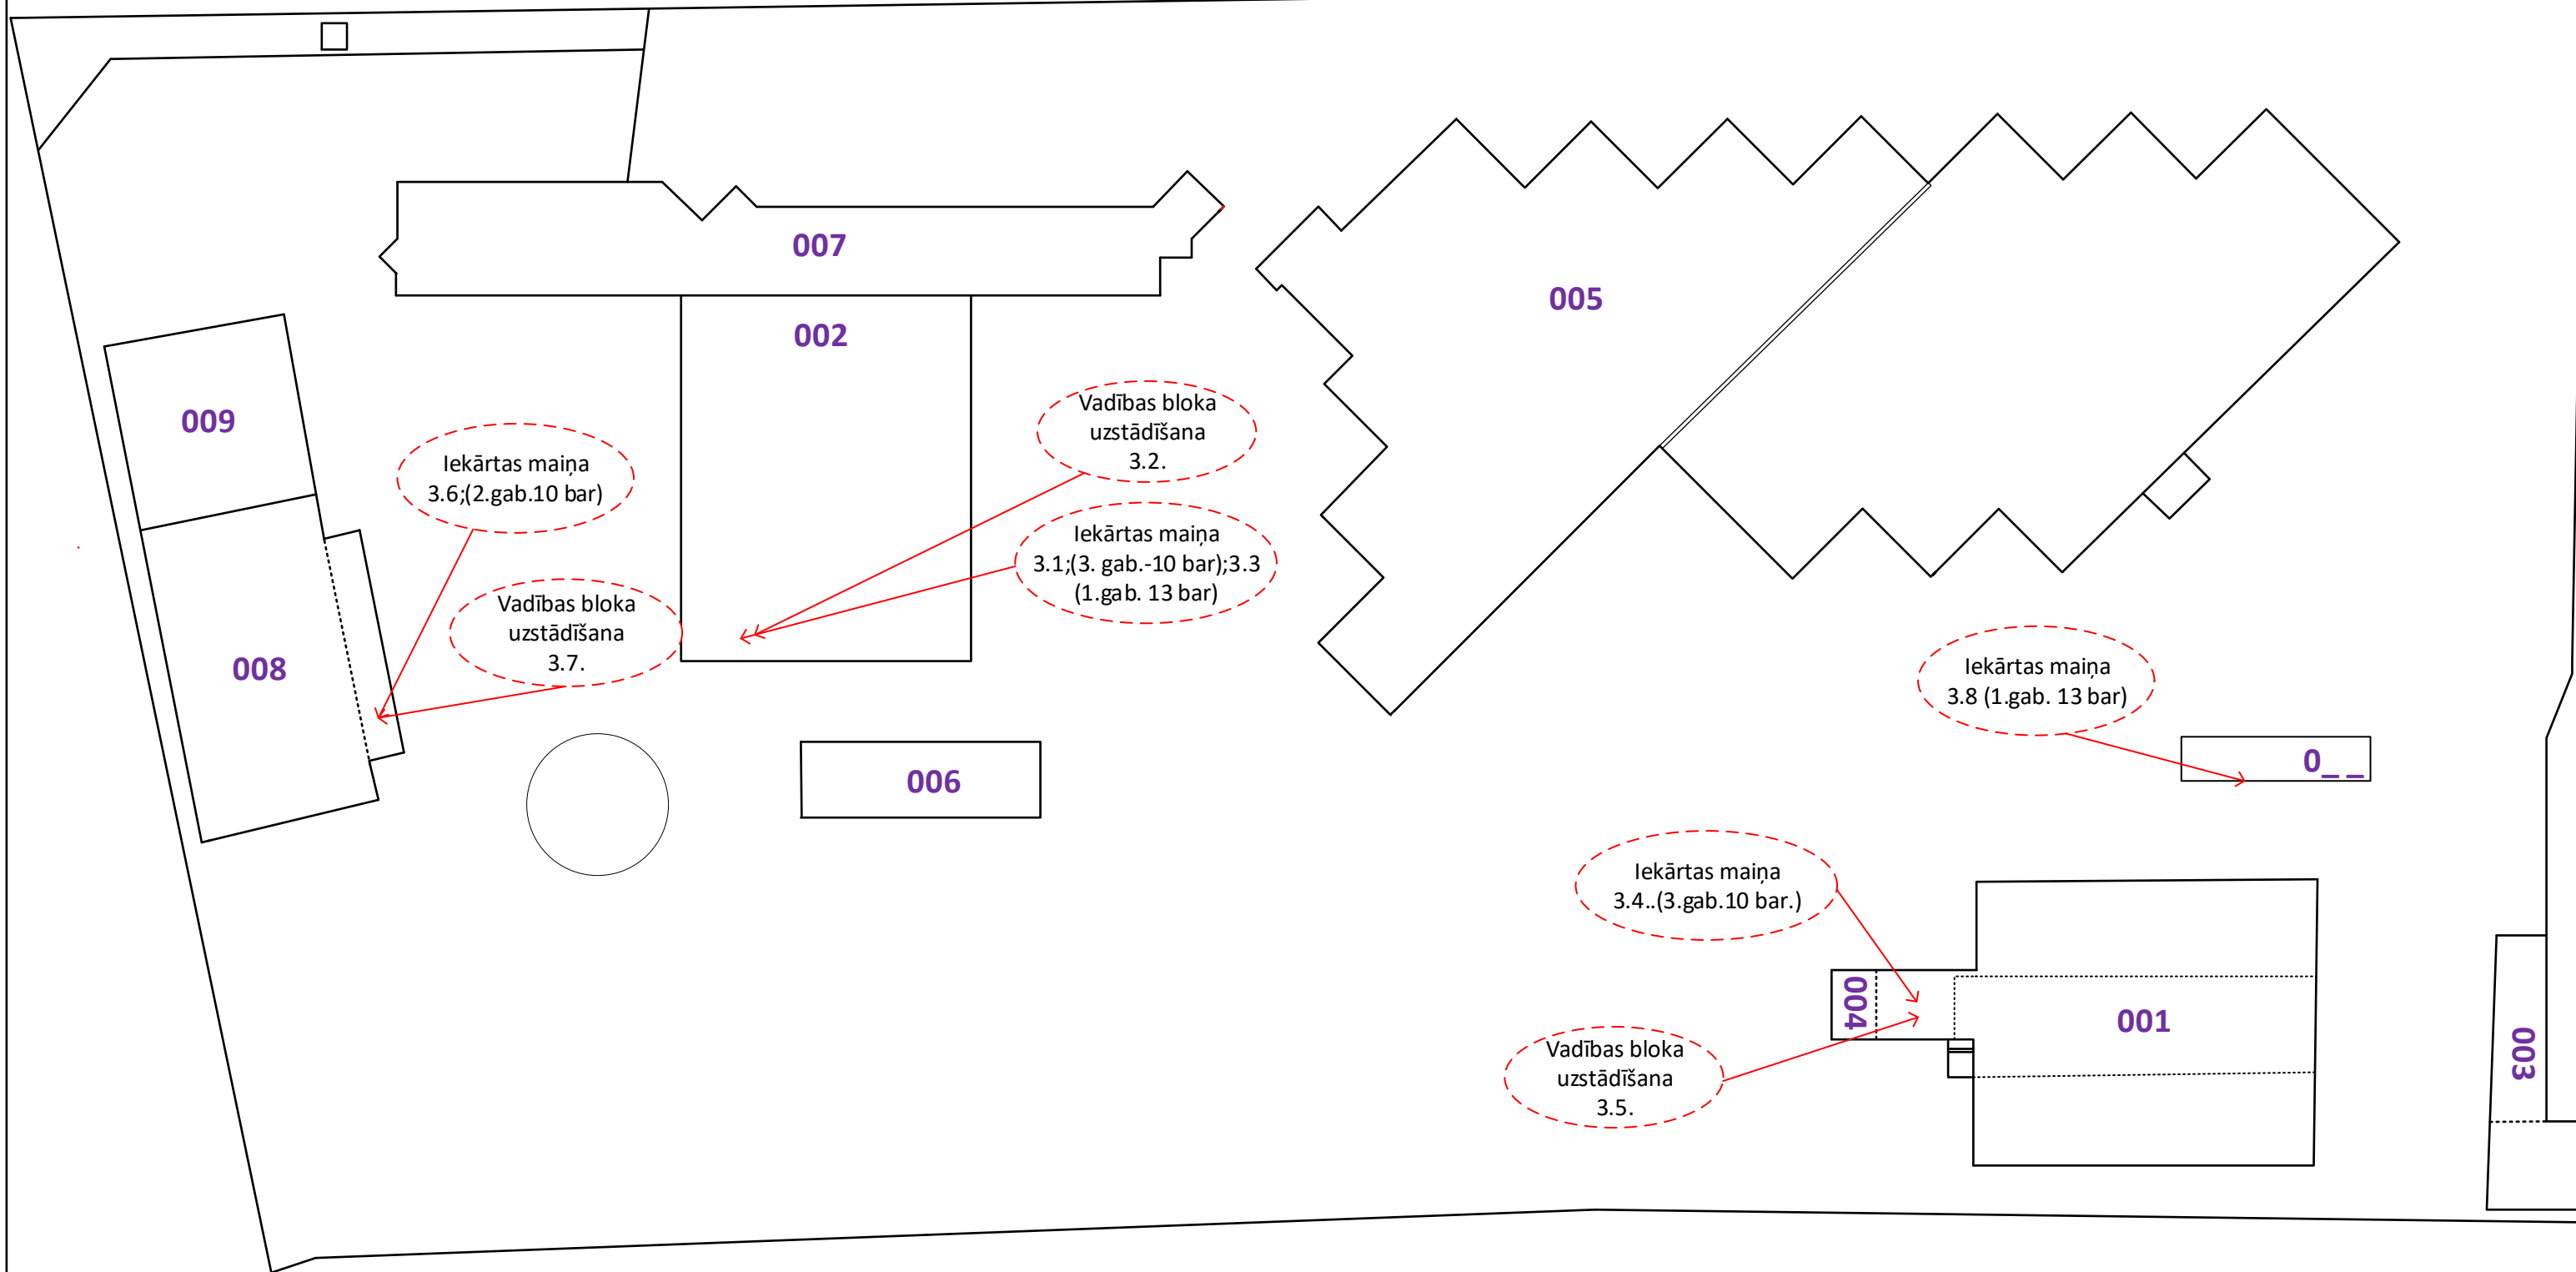 007
005
002
Vadības bloka
uzstādīšana
3.2.
009
Iekārtas maiņa
3.6;(2.gab.10 bar)
Iekārtas maiņa
3.1;(3. gab.-10 bar);3.3
(1.gab. 13 bar)
Vadības bloka
uzstādīšana
3.7.
008
Iekārtas maiņa
3.8 (1.gab. 13 bar)
006
0_ _
Iekārtas maiņa
3.4..(3.gab.10 bar.)
004
001
003
Vadības bloka
uzstādīšana
3.5.